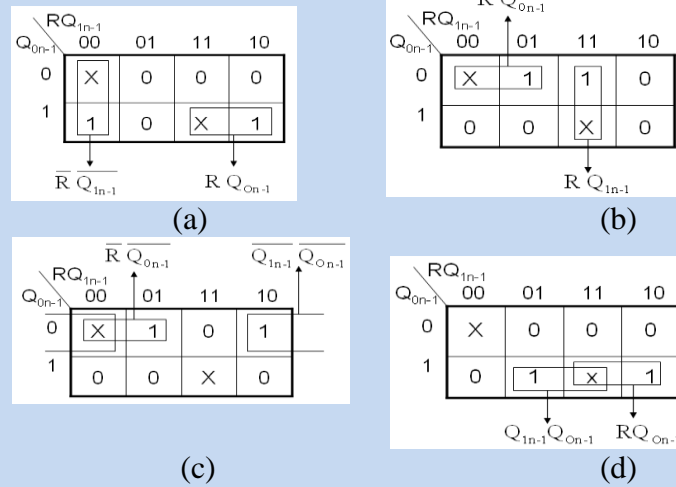 RQ1n-1
Q0n-1 00 01 11 10
0 X 0 0 0
1 1 0 X 1
R̅ Q̅1n-1 R Q0n-1
(a)
R Q0n-1
RQ1n-1
Q0n-1 00 01 11 10
0 X 1 1 0
1 0 0 X 0
R Q1n-1
(b)
R̅ Q̅0n-1 Q̅1n-1 Q̅0n-1
RQ1n-1
Q0n-1 00 01 11 10
0 X 1 0 1
1 0 0 X 0
(c)
RQ1n-1
Q0n-1 00 01 11 10
0 X 0 0 0
1 0 1 x 1
Q1n-1Q0n-1 RQ0n-1
(d)